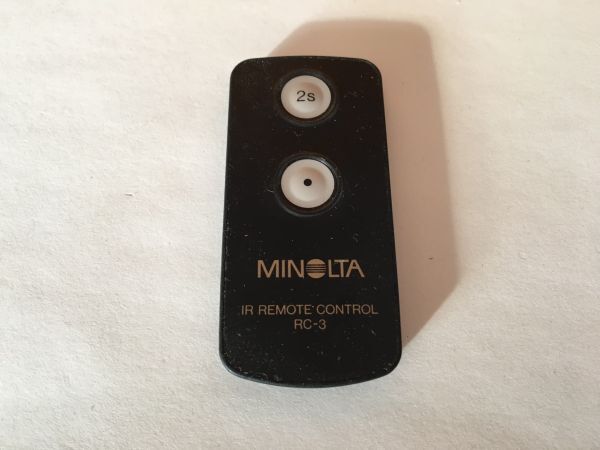 2s
MINOLTA
IR REMOTE CONTROL
RC-3